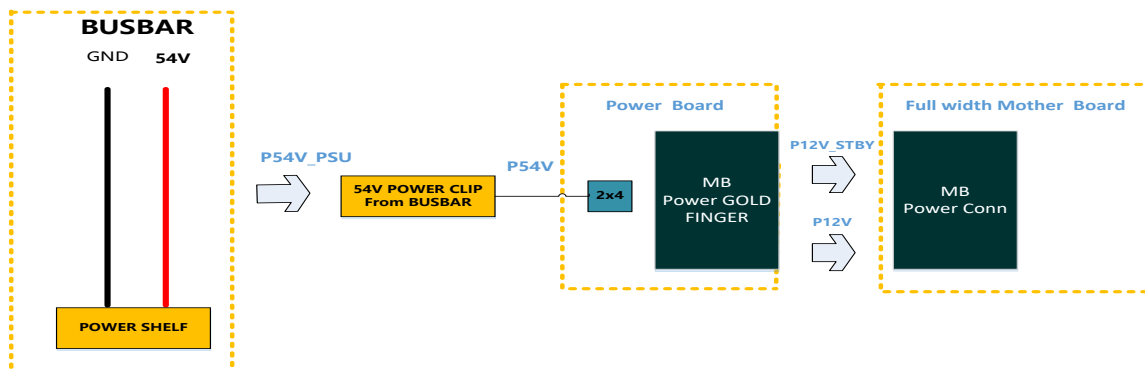 BUSBAR
GND 54V
POWER SHELF
P54V_PSU
54V POWER CLIP
From BUSBAR
P54V
Power Board
2x4
MB
Power GOLD
FINGER
P12V_STBY
P12V
Full width Mother Board
MB
Power Conn